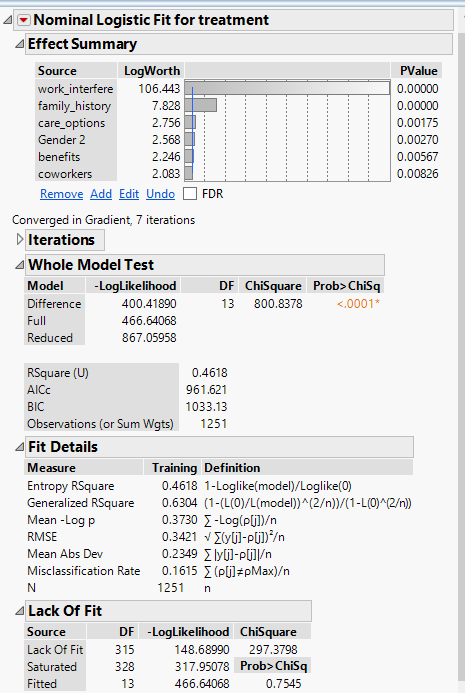 Nominal Logistic Fit for treatment
Effect Summary
Source LogWorth PValue
work_interfere 106.443 0.00000
family_history 7.828 0.00000
care_options 2.756 0.00175
Gender 2 2.568 0.00270
benefits 2.246 0.00567
coworkers 2.083 0.00826
Remove Add Edit Undo FDR
Converged in Gradient, 7 iterations
Iterations
Whole Model Test
Model -LogLikelihood DF ChiSquare Prob>ChiSq
Difference 400.41890 13 800.8378 <.0001*
Full 466.64068
Reduced 867.05958
RSquare (U) 0.4618
AICc 961.621
BIC 1033.13
Observations (or Sum Wgts) 1251
Fit Details
Measure Training Definition
Entropy RSquare 0.4618 1-Loglike(model)/Loglike(0)
Generalized RSquare 0.6304 (1-(L(0)/L(model))^(2/n))/(1-L(0)^(2/n))
Mean -Log p 0.3730 ∑ -Log(ρ[j])/n
RMSE 0.3421 √ ∑(y[j]-ρ[j])²/n
Mean Abs Dev 0.2349 ∑ |y[j]-ρ[j]|/n
Misclassification Rate 0.1615 ∑ (ρ[j]≠ρMax)/n
N 1251 n
Lack Of Fit
Source DF -LogLikelihood ChiSquare
Lack Of Fit 315 148.68990 297.3798
Saturated 328 317.95078 Prob>ChiSq
Fitted 13 466.64068 0.7545